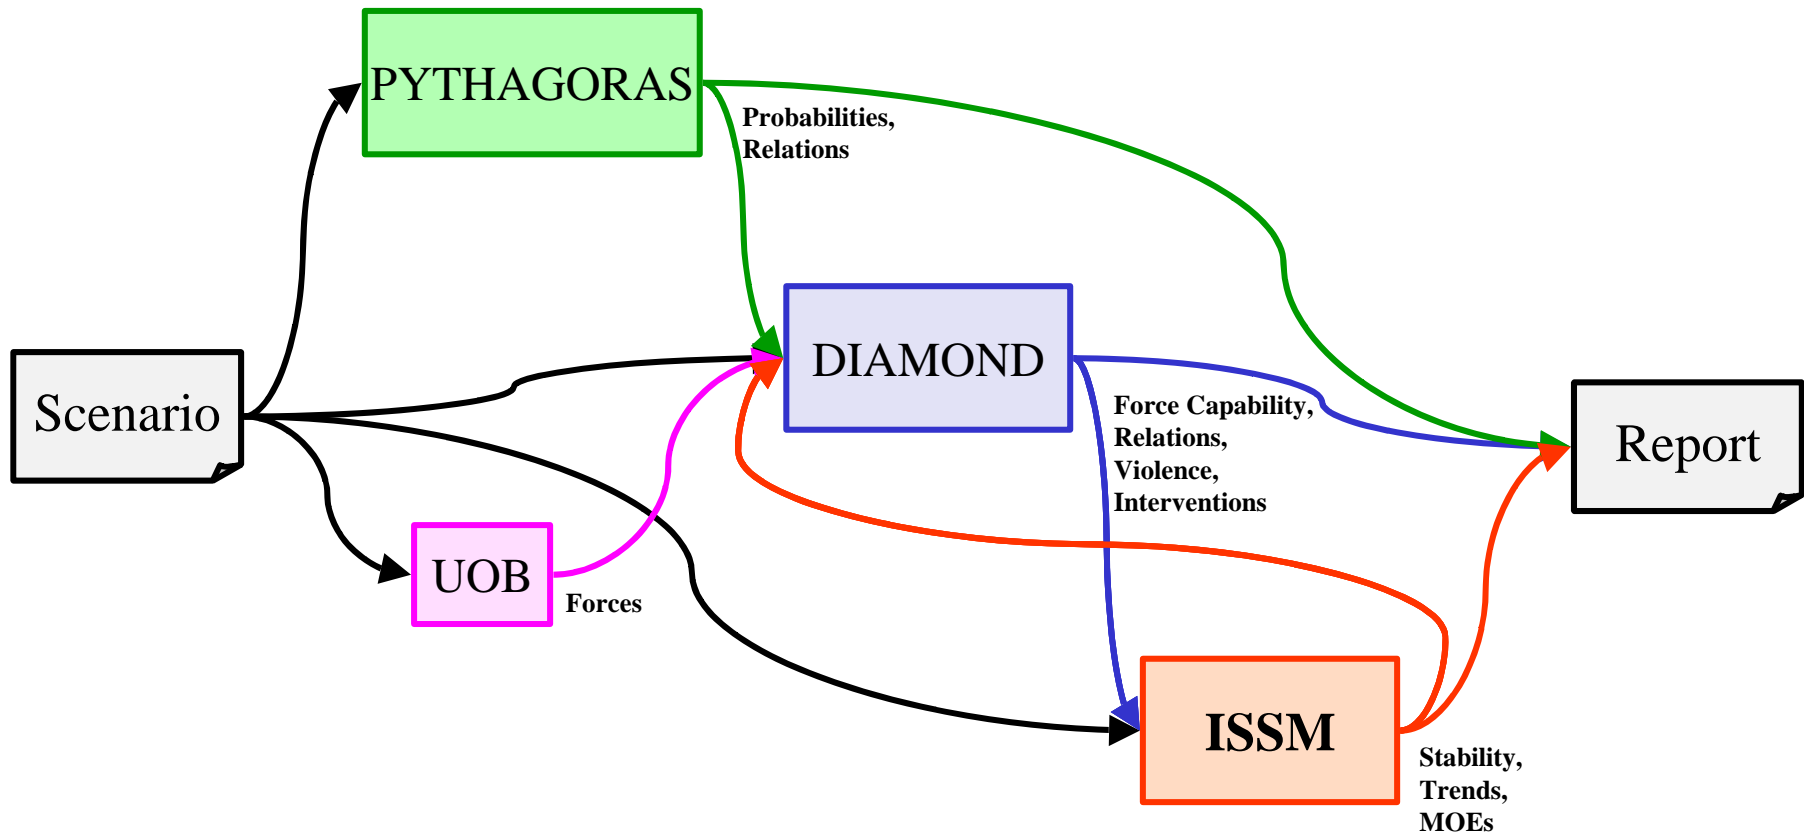 PYTHAGORAS
Probabilities,
Relations
DIAMOND
Scenario
Force Capability,
Relations,
Violence,
Interventions
Report
UOB
Forces
ISSM
Stability,
Trends,
MOEs